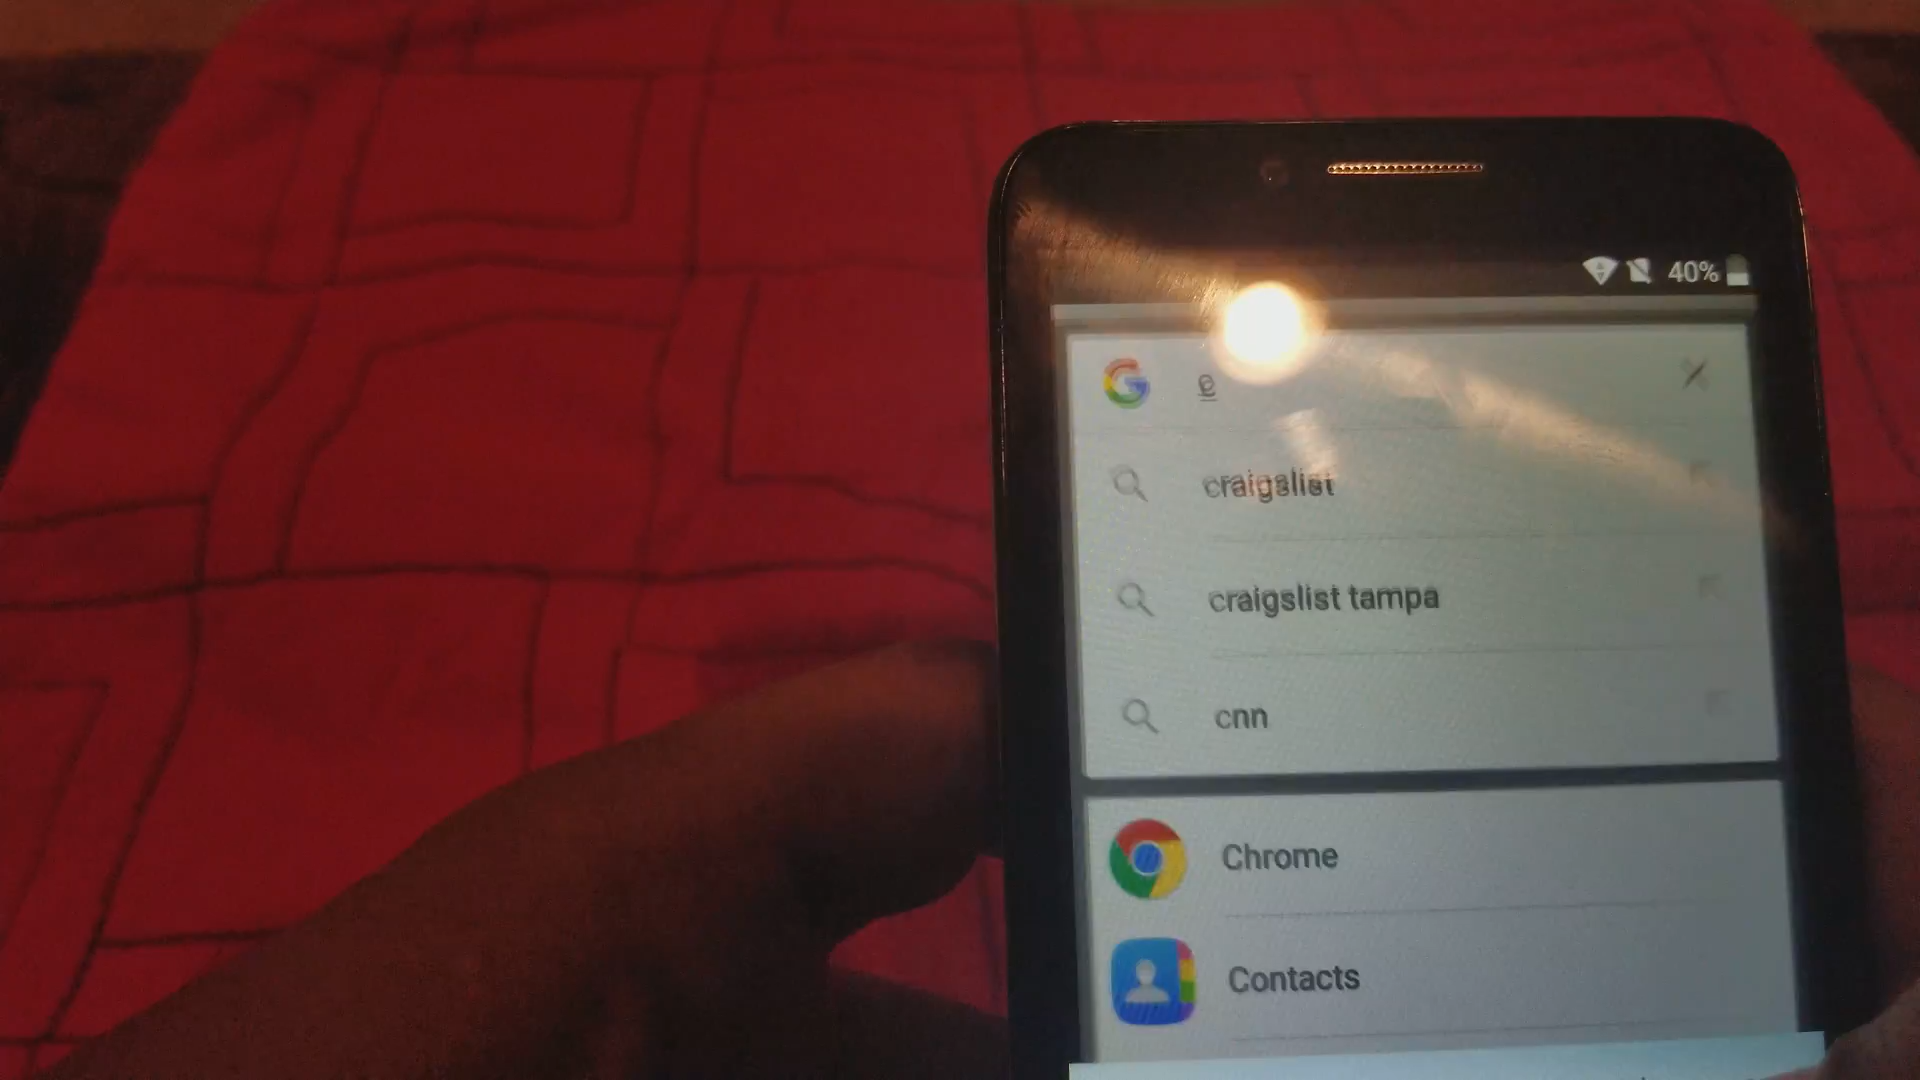 40%
craigslist
craigslist tampa
cnn
Chrome
Contacts